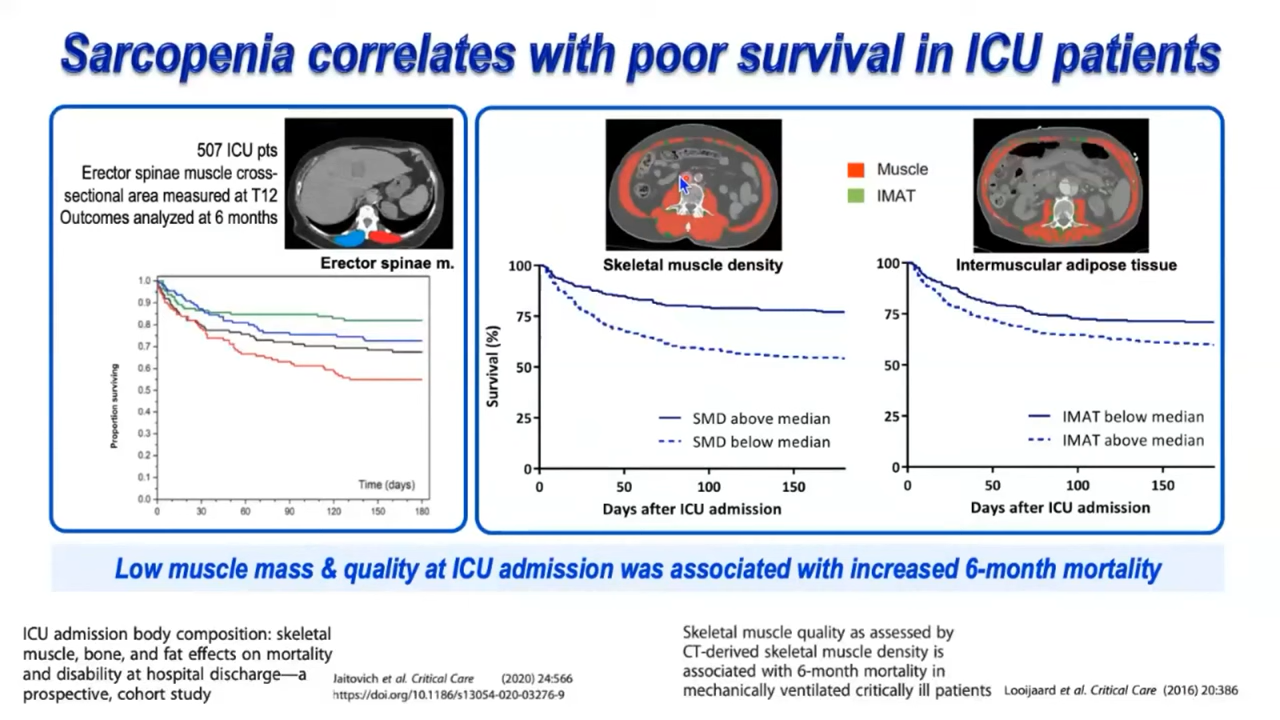 Sarcopenia correlates with poor survival in ICU patients
507 ICU pts
Erector spinae muscle cross-
sectional area measured at T12
Outcomes analyzed at 6 months
Erector spinae m.
Proportion surviving
1.0
0.9
0.8
0.7
0.6
0.5
0.4
0.3
0.2
0.1
0.0
Time (days)
0 30 60 90 120 150 180
Muscle
IMAT
Skeletal muscle density
Survival (%)
100
75
50
25
0
SMD above median
SMD below median
0 50 100 150
Days after ICU admission
Intermuscular adipose tissue
100
75
50
25
0
IMAT below median
IMAT above median
0 50 100 150
Days after ICU admission
Low muscle mass & quality at ICU admission was associated with increased 6-month mortality
ICU admission body composition: skeletal
muscle, bone, and fat effects on mortality
and disability at hospital discharge—a
prospective, cohort study
Jaitovich et al. Critical Care (2020) 24:566
https://doi.org/10.1186/s13054-020-03276-9
Skeletal muscle quality as assessed by
CT-derived skeletal muscle density is
associated with 6-month mortality in
mechanically ventilated critically ill patients
Looijaard et al. Critical Care (2016) 20:386